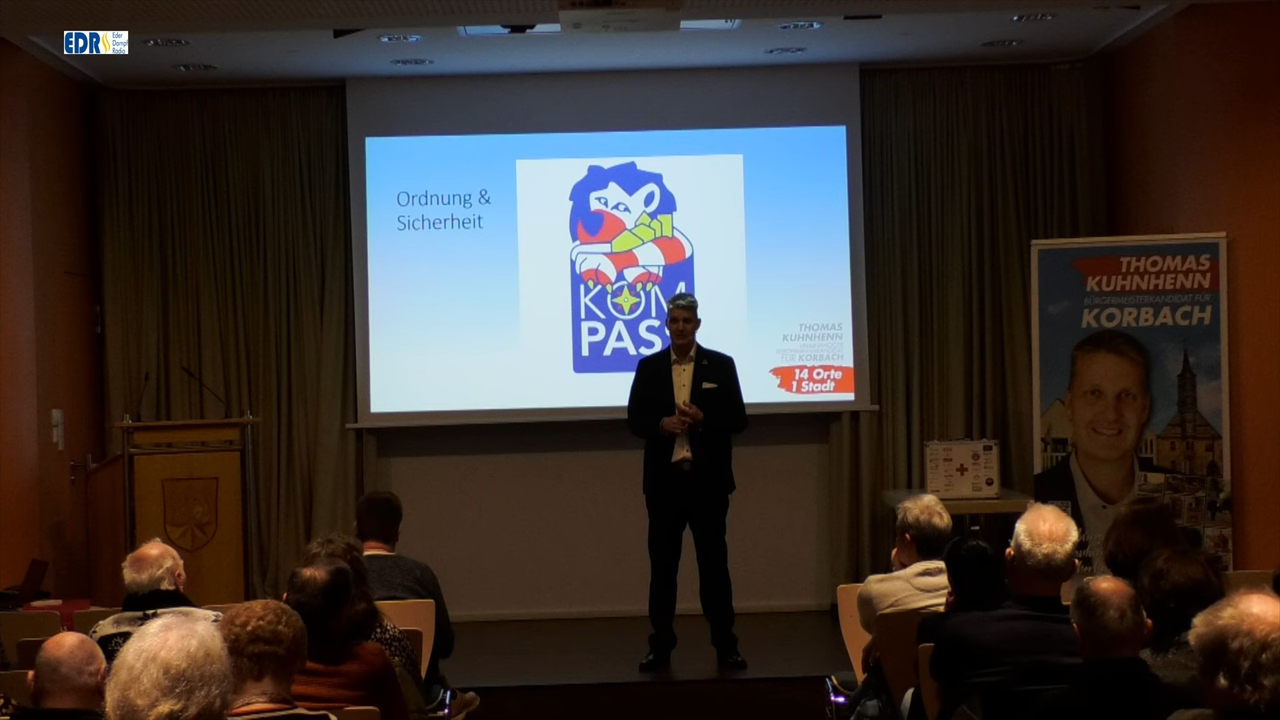 EDR Eder
Dampf
Radio
Ordnung &
Sicherheit
KOM
PASS
THOMAS
KUHNHENN
FÜR KORBACH
14 Orte
1 Stadt
THOMAS
KUHNHENN
BÜRGERMEISTERKANDIDAT FÜR
KORBACH